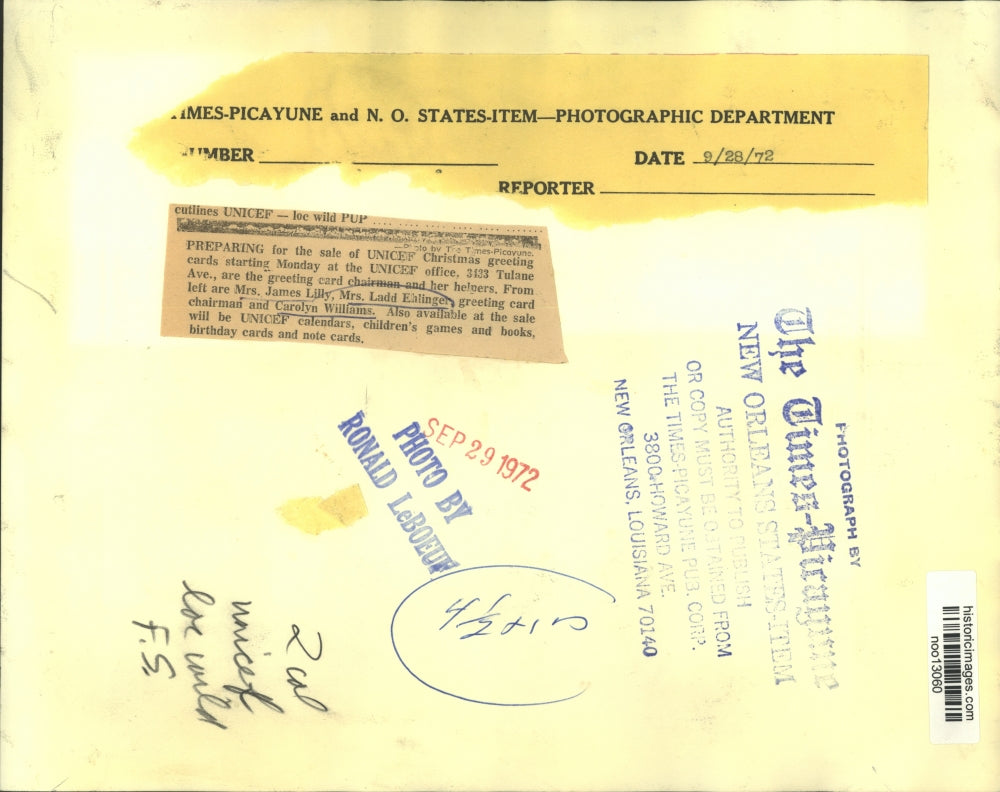 TIMES-PICAYUNE and N. O. STATES-ITEM—PHOTOGRAPHIC DEPARTMENT
UMBER
DATE 9/28/72
REPORTER
cutlines UNICEF — loc wild PUP
—Photo by The Times-Picayune.
PREPARING for the sale of UNICEF Christmas greeting
cards starting Monday at the UNICEF office, 3433 Tulane
Ave., are the greeting card chairman and her helpers. From
left are Mrs. James Lilly, Mrs. Ladd Ehlinger, greeting card
chairman and Carolyn Williams. Also available at the sale
will be UNICEF calendars, children's games and books,
birthday cards and note cards.
SEP 29 1972
PHOTO BY
RONALD LeBOEUF
PHOTOGRAPH BY
The Times-Picayune
NEW ORLEANS STATES-ITEM
AUTHORITY TO PUBLISH
OR COPY MUST BE OBTAINED FROM
THE TIMES-PICAYUNE PUB. CORP.
3800 HOWARD AVE.
NEW ORLEANS, LOUISIANA 70140
2 col
unicef
loc wild
F.S.
historicimages.com
noo13060